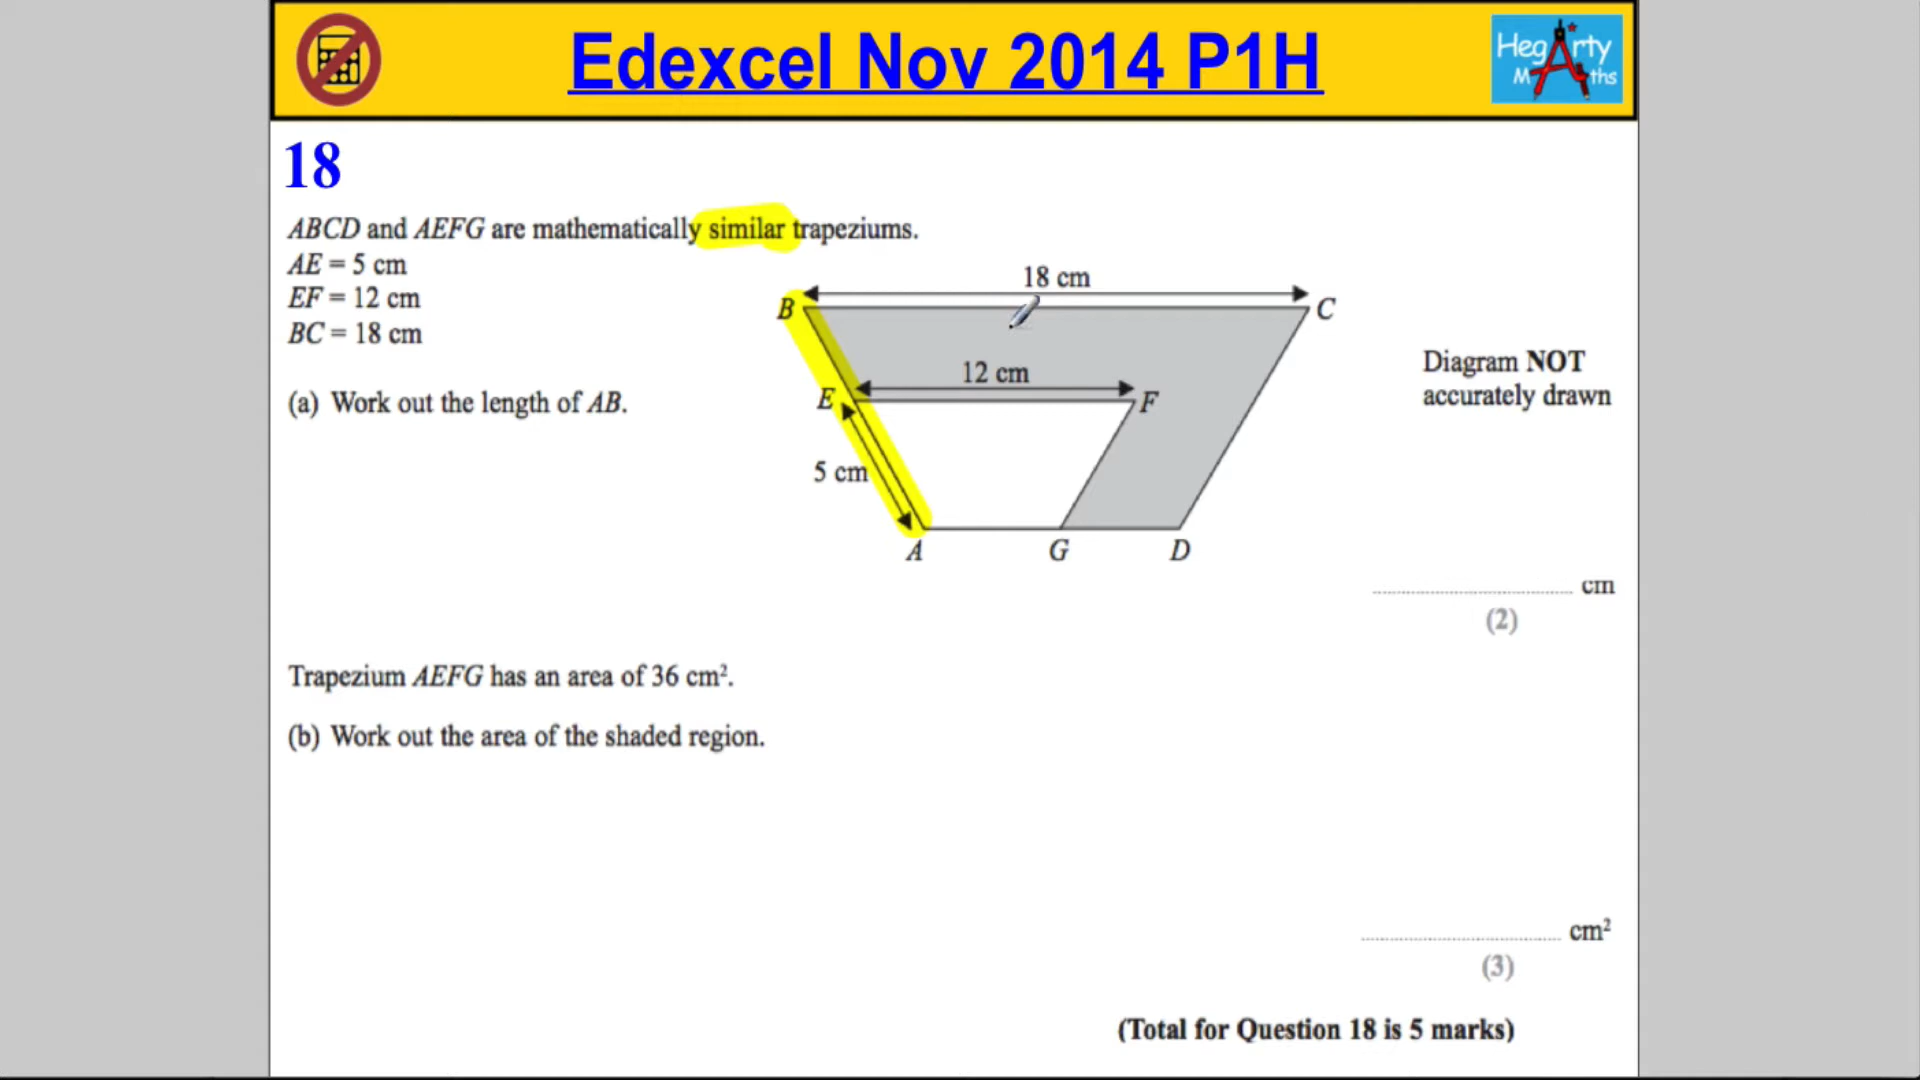 Edexcel Nov 2014 P1H
Hegarty
Maths
18
ABCD and AEFG are mathematically similar trapeziums.
AE = 5 cm
EF = 12 cm
BC = 18 cm
(a) Work out the length of AB.
18 cm
B
C
12 cm
E
F
5 cm
A
G
D
Diagram NOT
accurately drawn
cm
(2)
Trapezium AEFG has an area of 36 cm².
(b) Work out the area of the shaded region.
cm²
(3)
(Total for Question 18 is 5 marks)